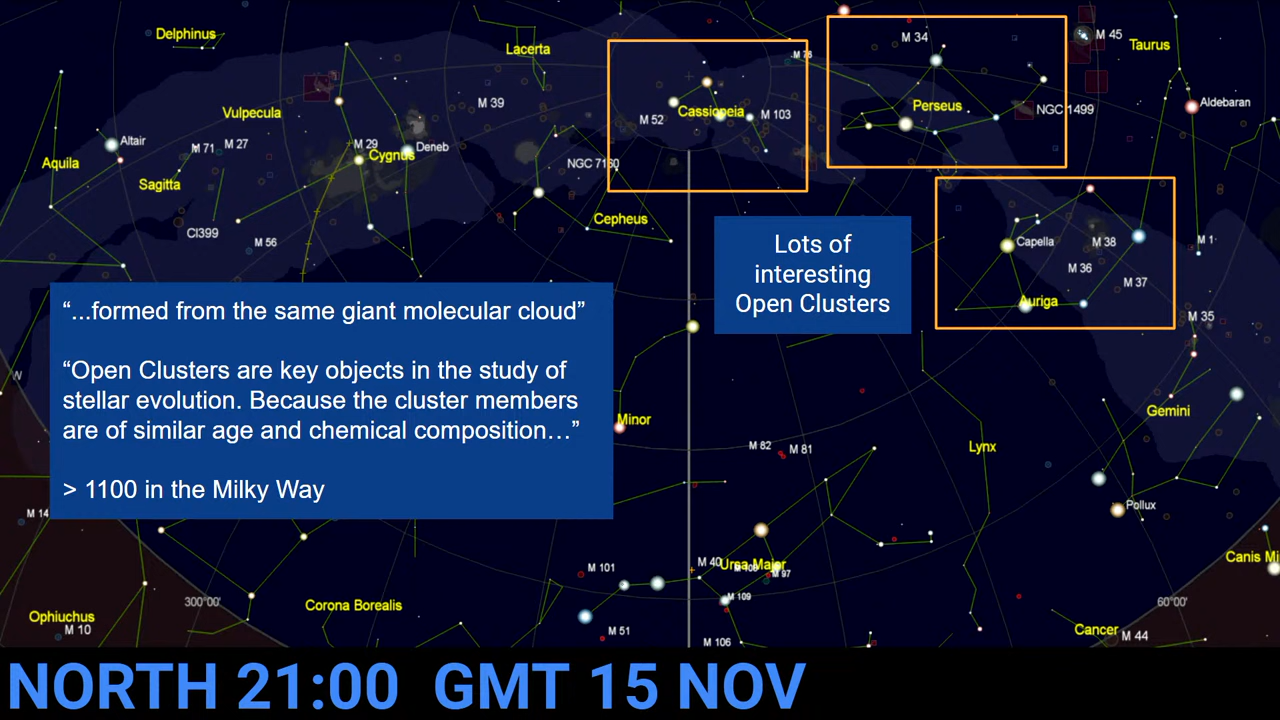 Delphinus
Lacerta
M 34
M 45
Taurus
M 76
Vulpecula
M 39
Cassiopeia
M 52
M 103
Perseus
NGC 1499
Aldebaran
Altair
M 71
M 27
M 29
Cygnus
Deneb
Aquila
Sagitta
NGC 7160
Cl399
M 56
Cepheus
Capella
M 38
M 1
M 36
M 37
Auriga
M 35
Lots of
interesting
Open Clusters
“...formed from the same giant molecular cloud”
“Open Clusters are key objects in the study of
stellar evolution. Because the cluster members
are of similar age and chemical composition…”
> 1100 in the Milky Way
W
Minor
Gemini
M 82
M 81
Lynx
Pollux
M 14
M 101
M 40
Ursa Major
M 97
M 109
Canis Mi
300°00'
60°00'
Corona Borealis
Ophiuchus
M 10
M 51
M 106
Cancer
M 44
NORTH 21:00 GMT 15 NOV